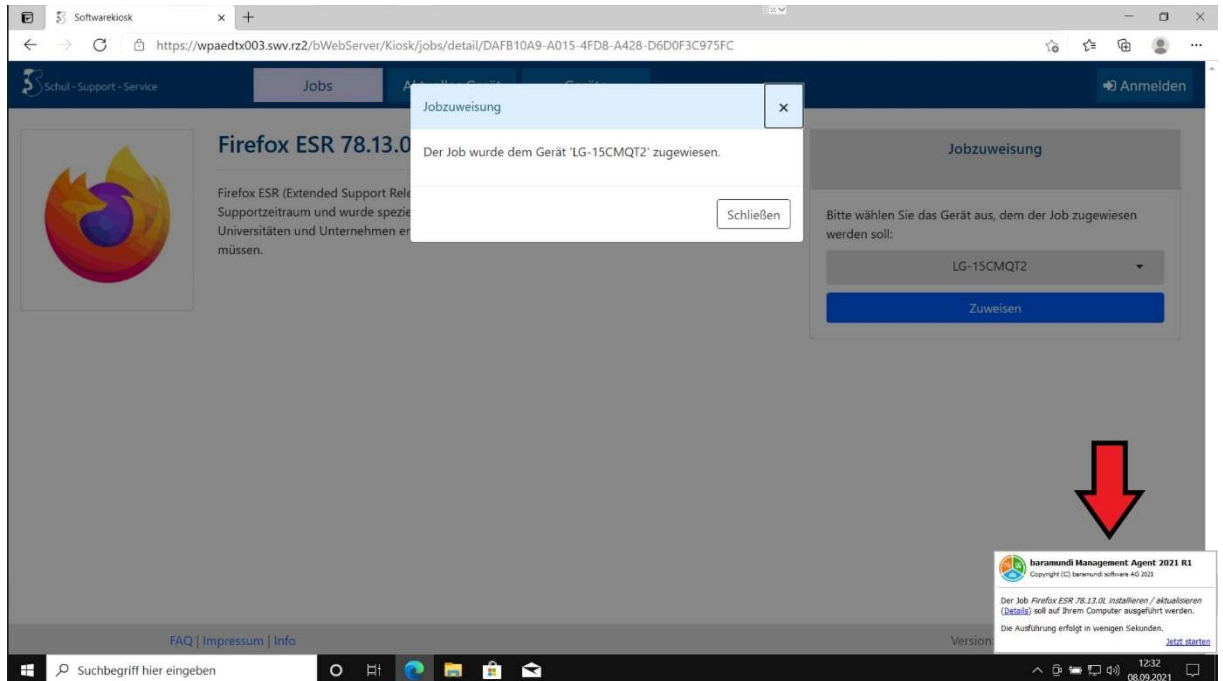 Softwarekiosk
https://wpaedtx003.swv.rz2/bWebServer/Kiosk/jobs/detail/DAFB10A9-A015-4FD8-A428-D6D0F3C975FC
Schul-Support-Service
Jobs
Anmelden
Firefox ESR 78.13.0
Firefox ESR (Extended Support Rele
Supportzeitraum und wurde spezie
Universitäten und Unternehmen er
müssen.
Jobzuweisung
Der Job wurde dem Gerät 'LG-15CMQT2' zugewiesen.
Schließen
Jobzuweisung
Bitte wählen Sie das Gerät aus, dem der Job zugewiesen
werden soll:
LG-15CMQT2
Zuweisen
baramundi Management Agent 2021 R1
Copyright (C) baramundi software AG 2021
Der Job Firefox ESR 78.13.0L installieren / aktualisieren
(Details) soll auf Ihrem Computer ausgeführt werden.
Die Ausführung erfolgt in wenigen Sekunden.
Jetzt starten
FAQ | Impressum | Info
Version
Suchbegriff hier eingeben
12:32
08.09.2021